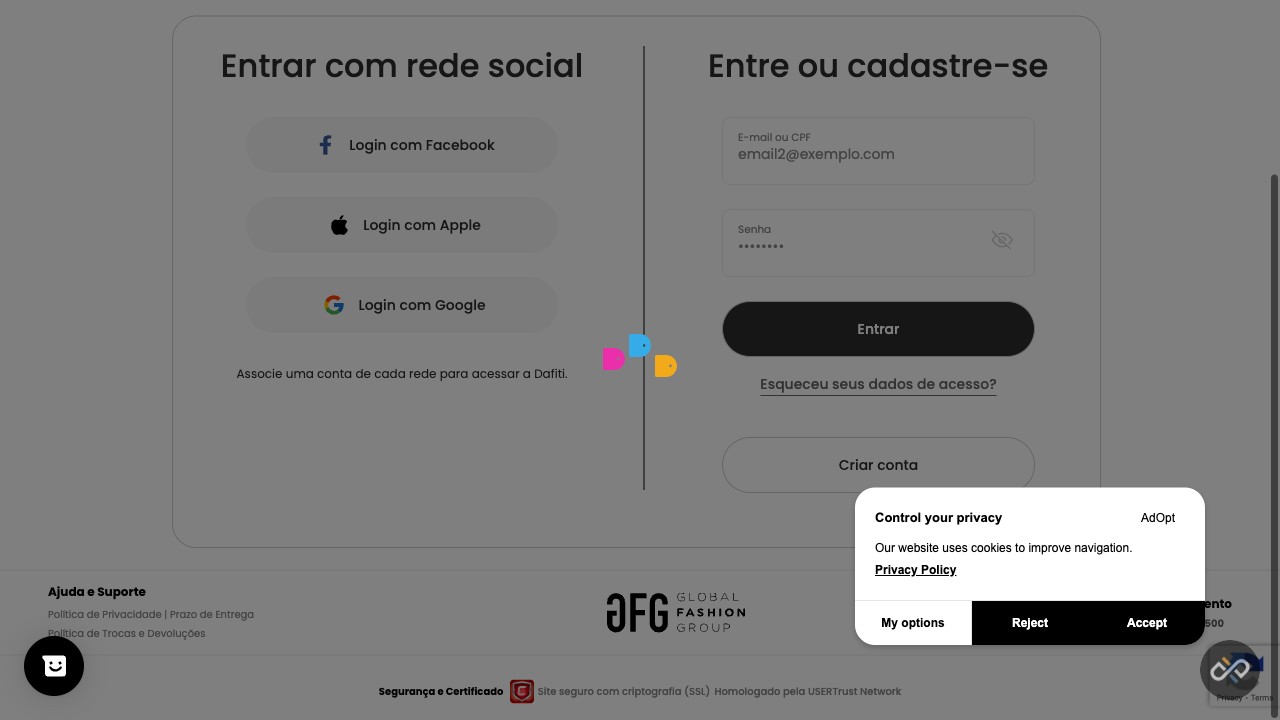 Entrar com rede social
Login com Facebook
Login com Apple
Login com Google
Associe uma conta de cada rede para acessar a Dafiti.
Entre ou cadastre-se
E-mail ou CPF
email2@exemplo.com
Senha
••••••••
Entrar
Esqueceu seus dados de acesso?
Criar conta
Control your privacy
AdOpt
Our website uses cookies to improve navigation.
Privacy Policy
My options
Reject
Accept
Ajuda e Suporte
Política de Privacidade | Prazo de Entrega
Política de Trocas e Devoluções
GFG GLOBAL
FASHION
GROUP
ento
500
Segurança e Certificado
Site seguro com criptografia (SSL) Homologado pela USERTrust Network
Privacy - Terms